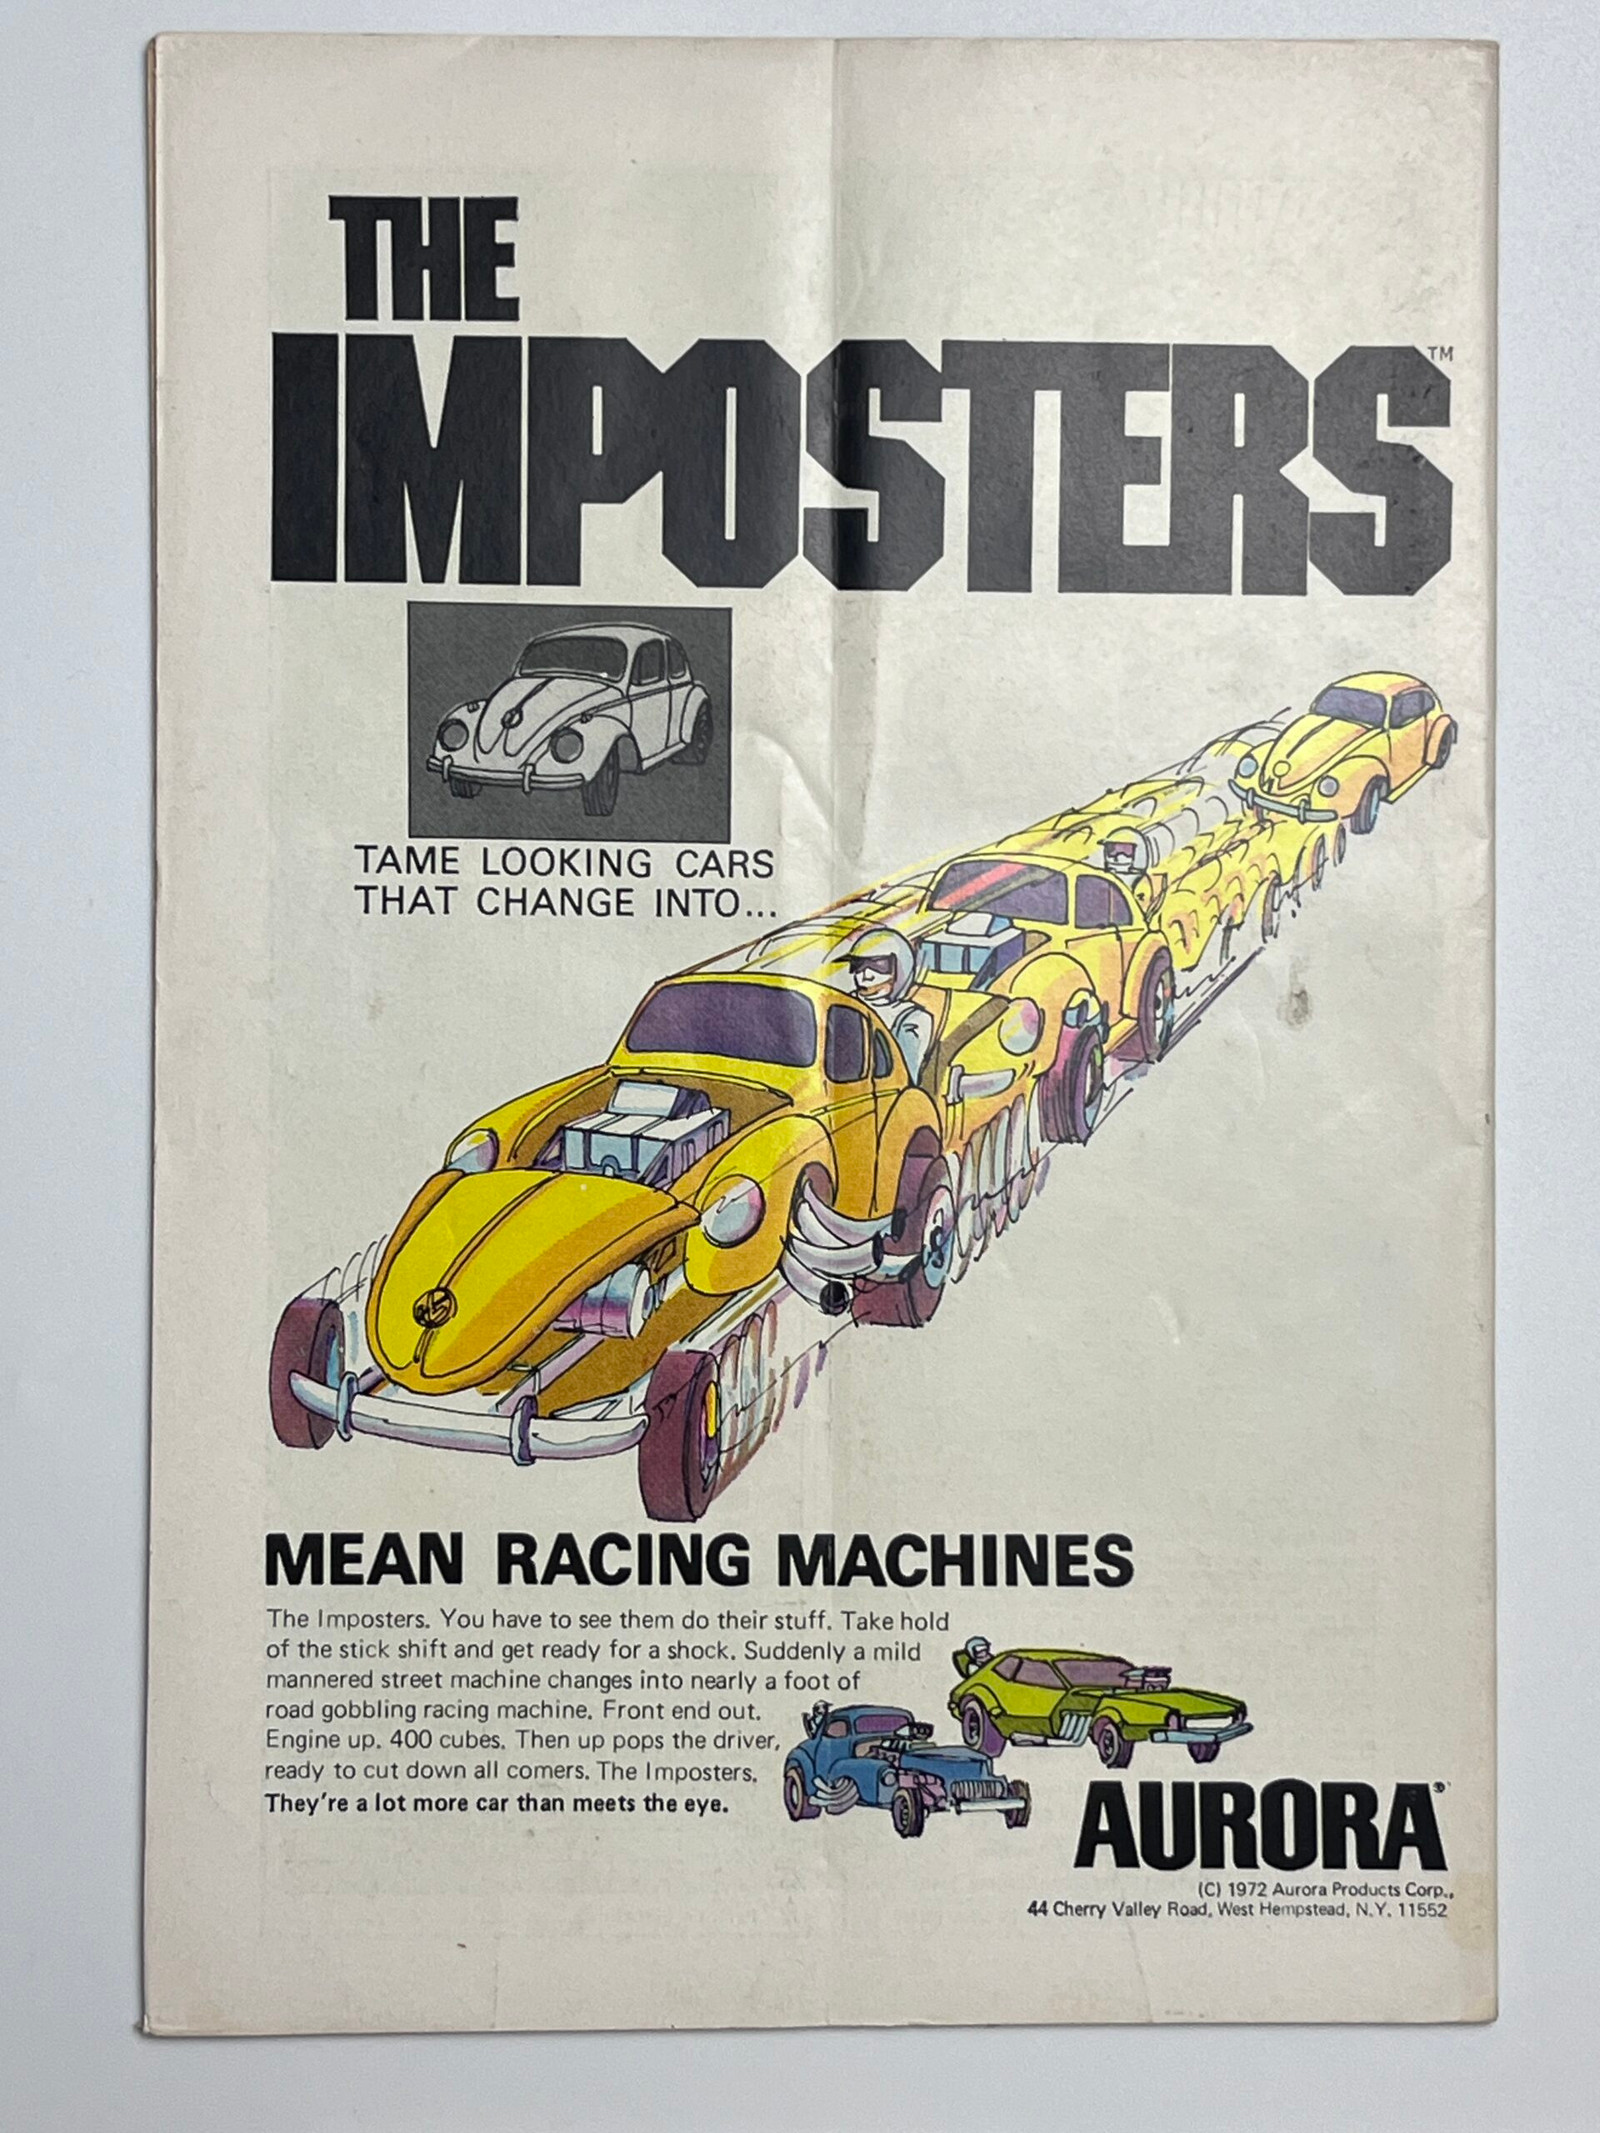 THE
IMPOSTERS™
TAME LOOKING CARS
THAT CHANGE INTO...
MEAN RACING MACHINES
The Imposters. You have to see them do their stuff. Take hold
of the stick shift and get ready for a shock. Suddenly a mild
mannered street machine changes into nearly a foot of
road gobbling racing machine. Front end out.
Engine up. 400 cubes. Then up pops the driver,
ready to cut down all comers. The Imposters.
They're a lot more car than meets the eye.
AURORA®
(C) 1972 Aurora Products Corp.,
44 Cherry Valley Road, West Hempstead, N.Y. 11552